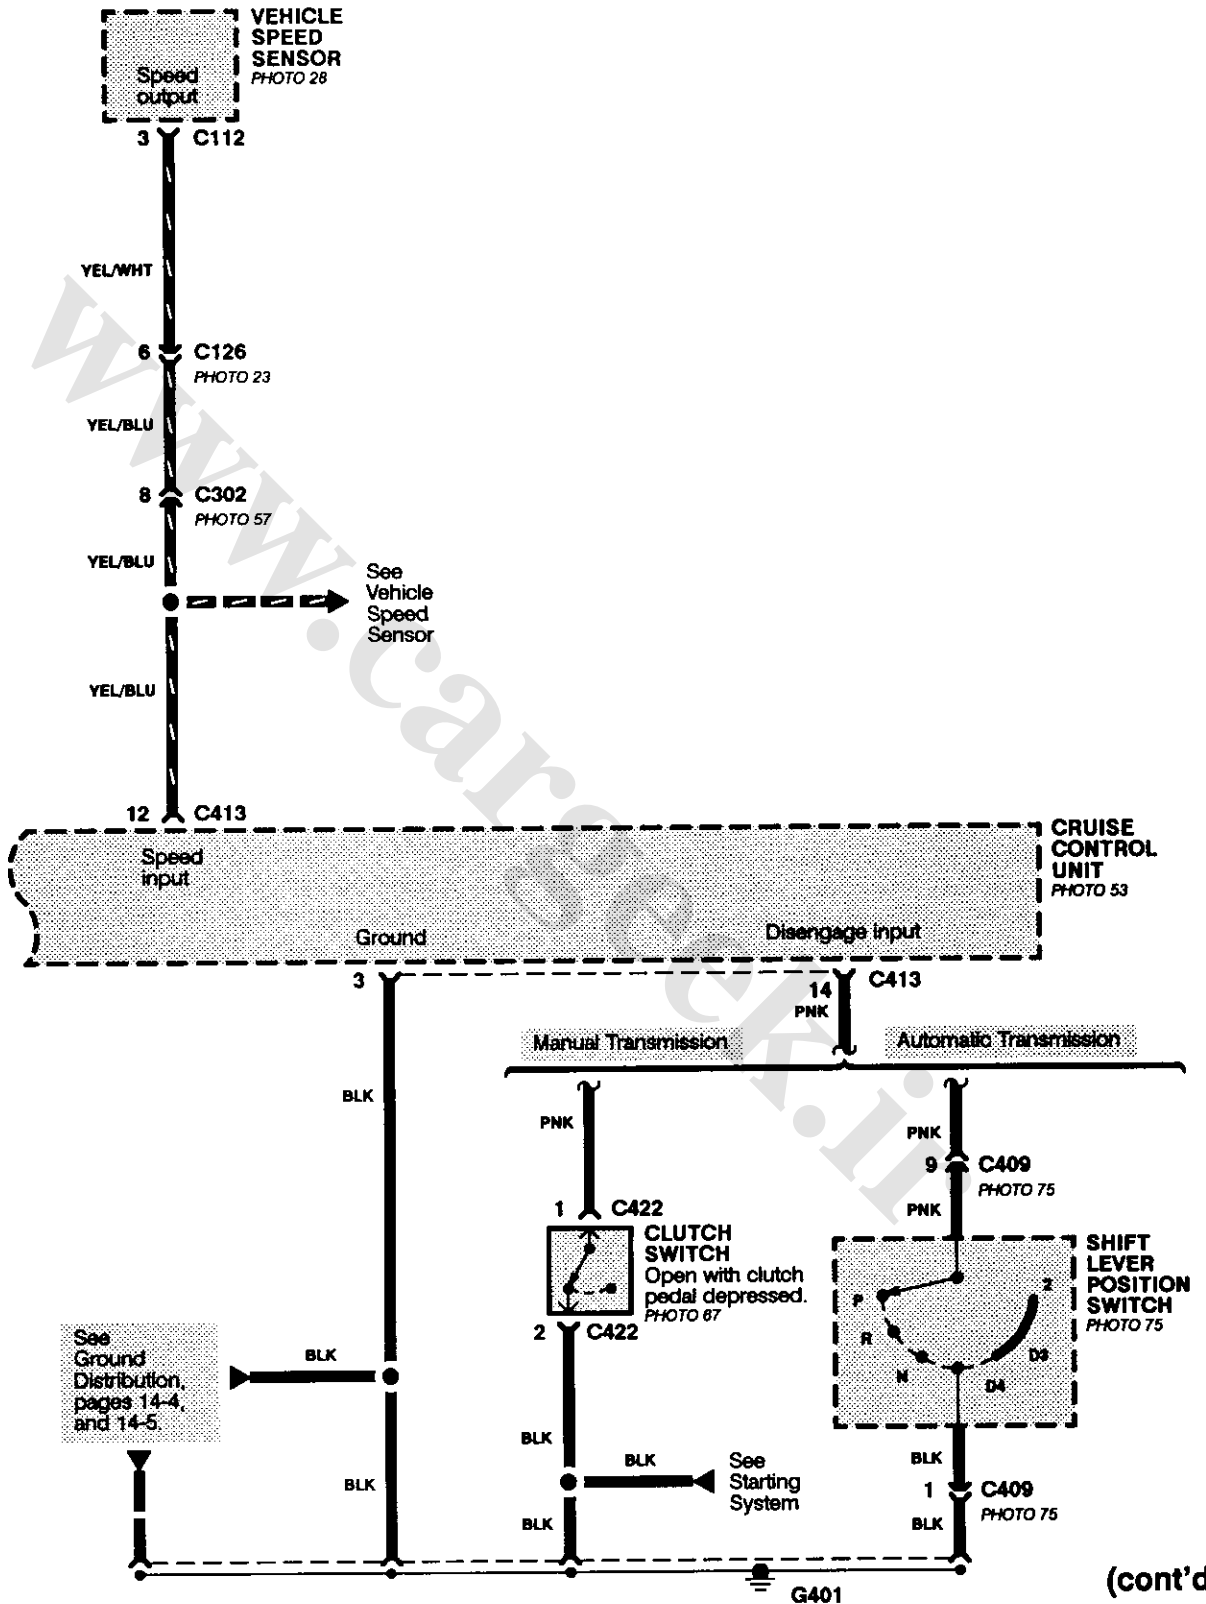 VEHICLE
SPEED
SENSOR
PHOTO 28
Speed
output
3
C112
YEL/WHT
6
C126
PHOTO 23
YEL/BLU
8
C302
PHOTO 57
YEL/BLU
See
Vehicle
Speed
Sensor
YEL/BLU
12
C413
CRUISE
CONTROL
UNIT
PHOTO 53
Speed
input
Ground
Disengage input
3
14
C413
PNK
Manual Transmission
Automatic Transmission
BLK
PNK
PNK
9
C409
PHOTO 75
PNK
1
C422
CLUTCH
SWITCH
Open with clutch
pedal depressed.
PHOTO 67
2
C422
SHIFT
LEVER
POSITION
SWITCH
PHOTO 75
P
R
N
D4
D3
2
See
Ground
Distribution,
pages 14-4,
and 14-5.
BLK
BLK
BLK
BLK
See
Starting
System
BLK
BLK
1
C409
PHOTO 75
BLK
G401
(cont'd
www.cargeek.ir